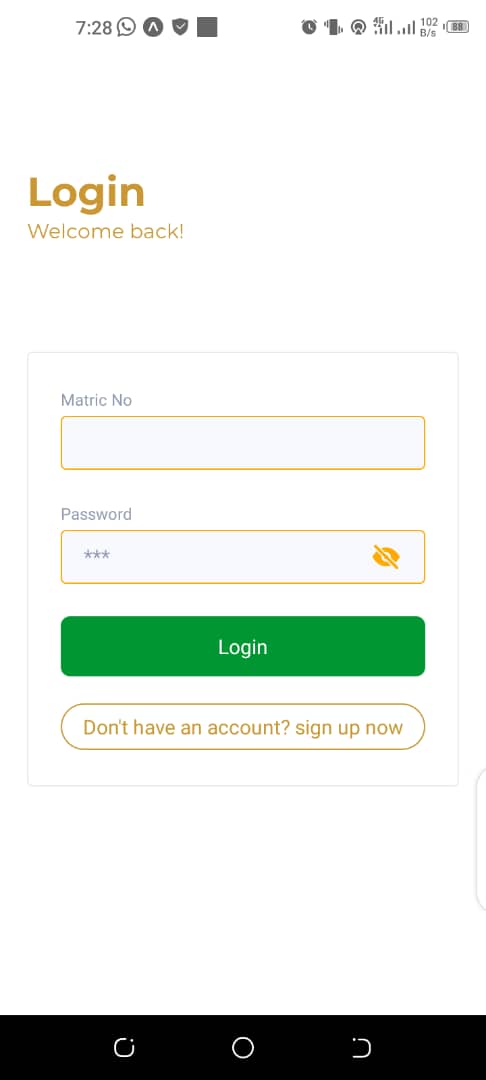 7:28
4G
102
B/s
88
Login
Welcome back!
Matric No
Password
***
Login
Don't have an account? sign up now